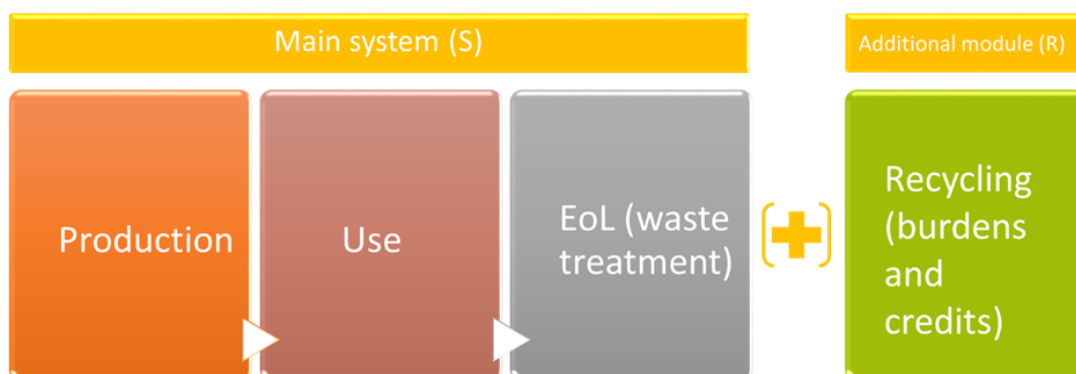 Main system (S)
Additional module (R)
Production
Use
EoL (waste
treatment)
Recycling
(burdens
and
credits)